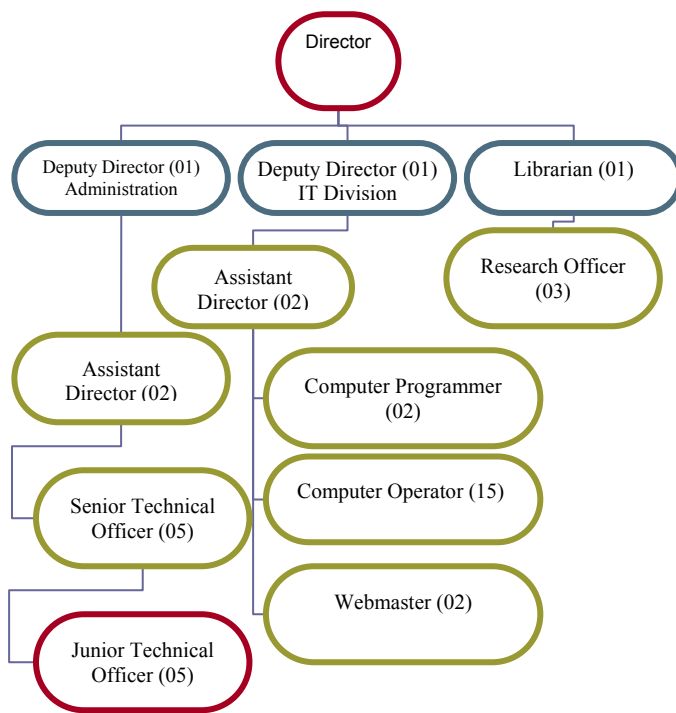 Director
Deputy Director (01)
Administration
Deputy Director (01)
IT Division
Librarian (01)
Assistant
Director (02)
Research Officer
(03)
Assistant
Director (02)
Computer Programmer
(02)
Senior Technical
Officer (05)
Computer Operator (15)
Junior Technical
Officer (05)
Webmaster (02)